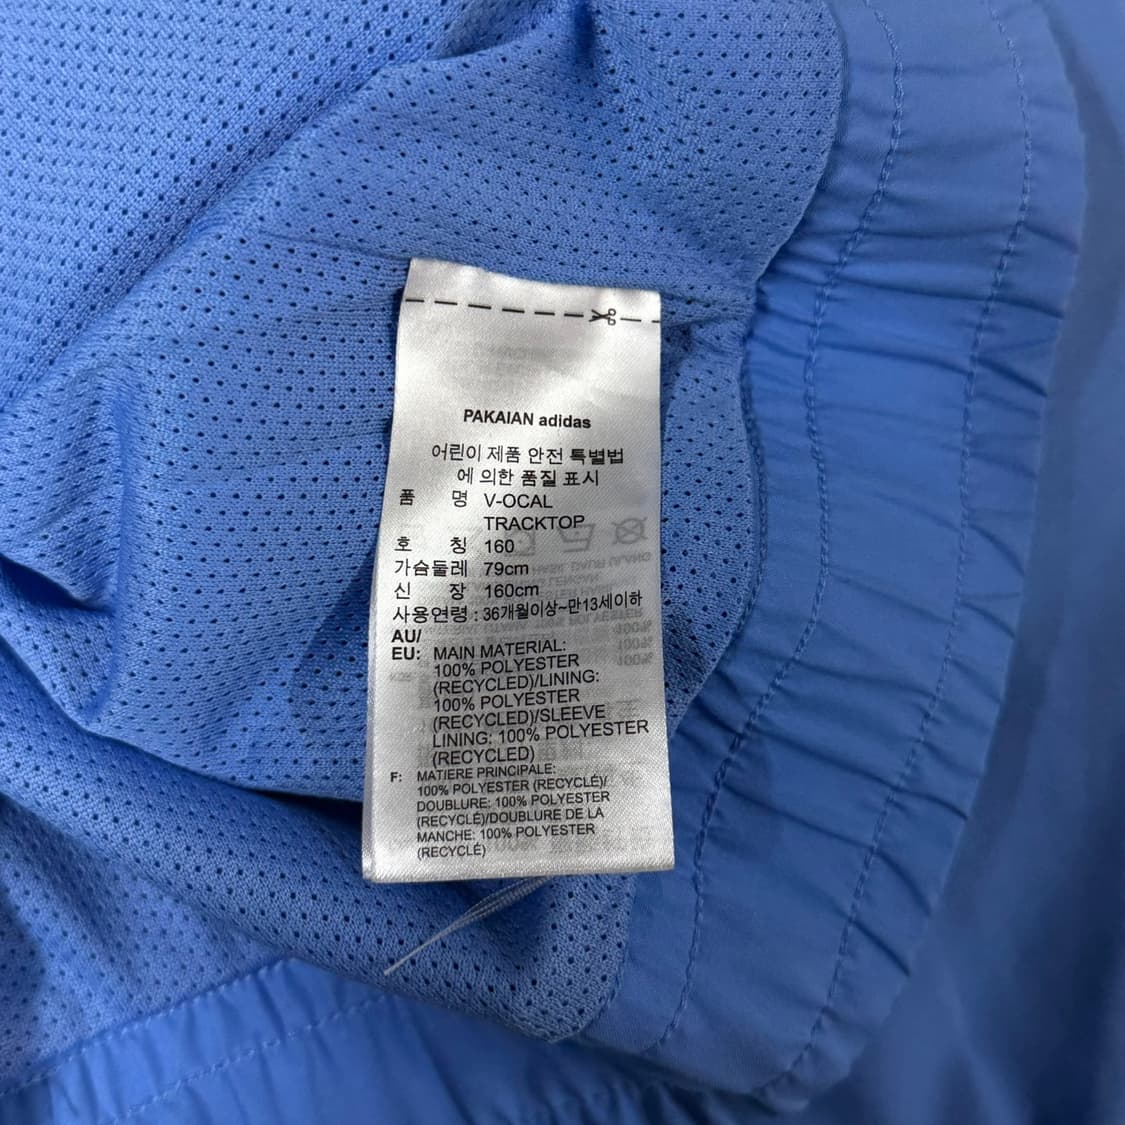 PAKAIAN adidas
어린이 제품 안전 특별법
에 의한 품질 표시
품 명 V-OCAL
TRACKTOP
호 칭 160
가슴둘레 79cm
신 장 160cm
사용연령 : 36개월이상~만13세이하
AU/
EU: MAIN MATERIAL:
100% POLYESTER
(RECYCLED)/LINING:
100% POLYESTER
(RECYCLED)/SLEEVE
LINING: 100% POLYESTER
(RECYCLED)
F: MATIERE PRINCIPALE:
100% POLYESTER (RECYCLÉ)/
DOUBLURE: 100% POLYESTER
(RECYCLÉ)/DOUBLURE DE LA
MANCHE: 100% POLYESTER
(RECYCLÉ)